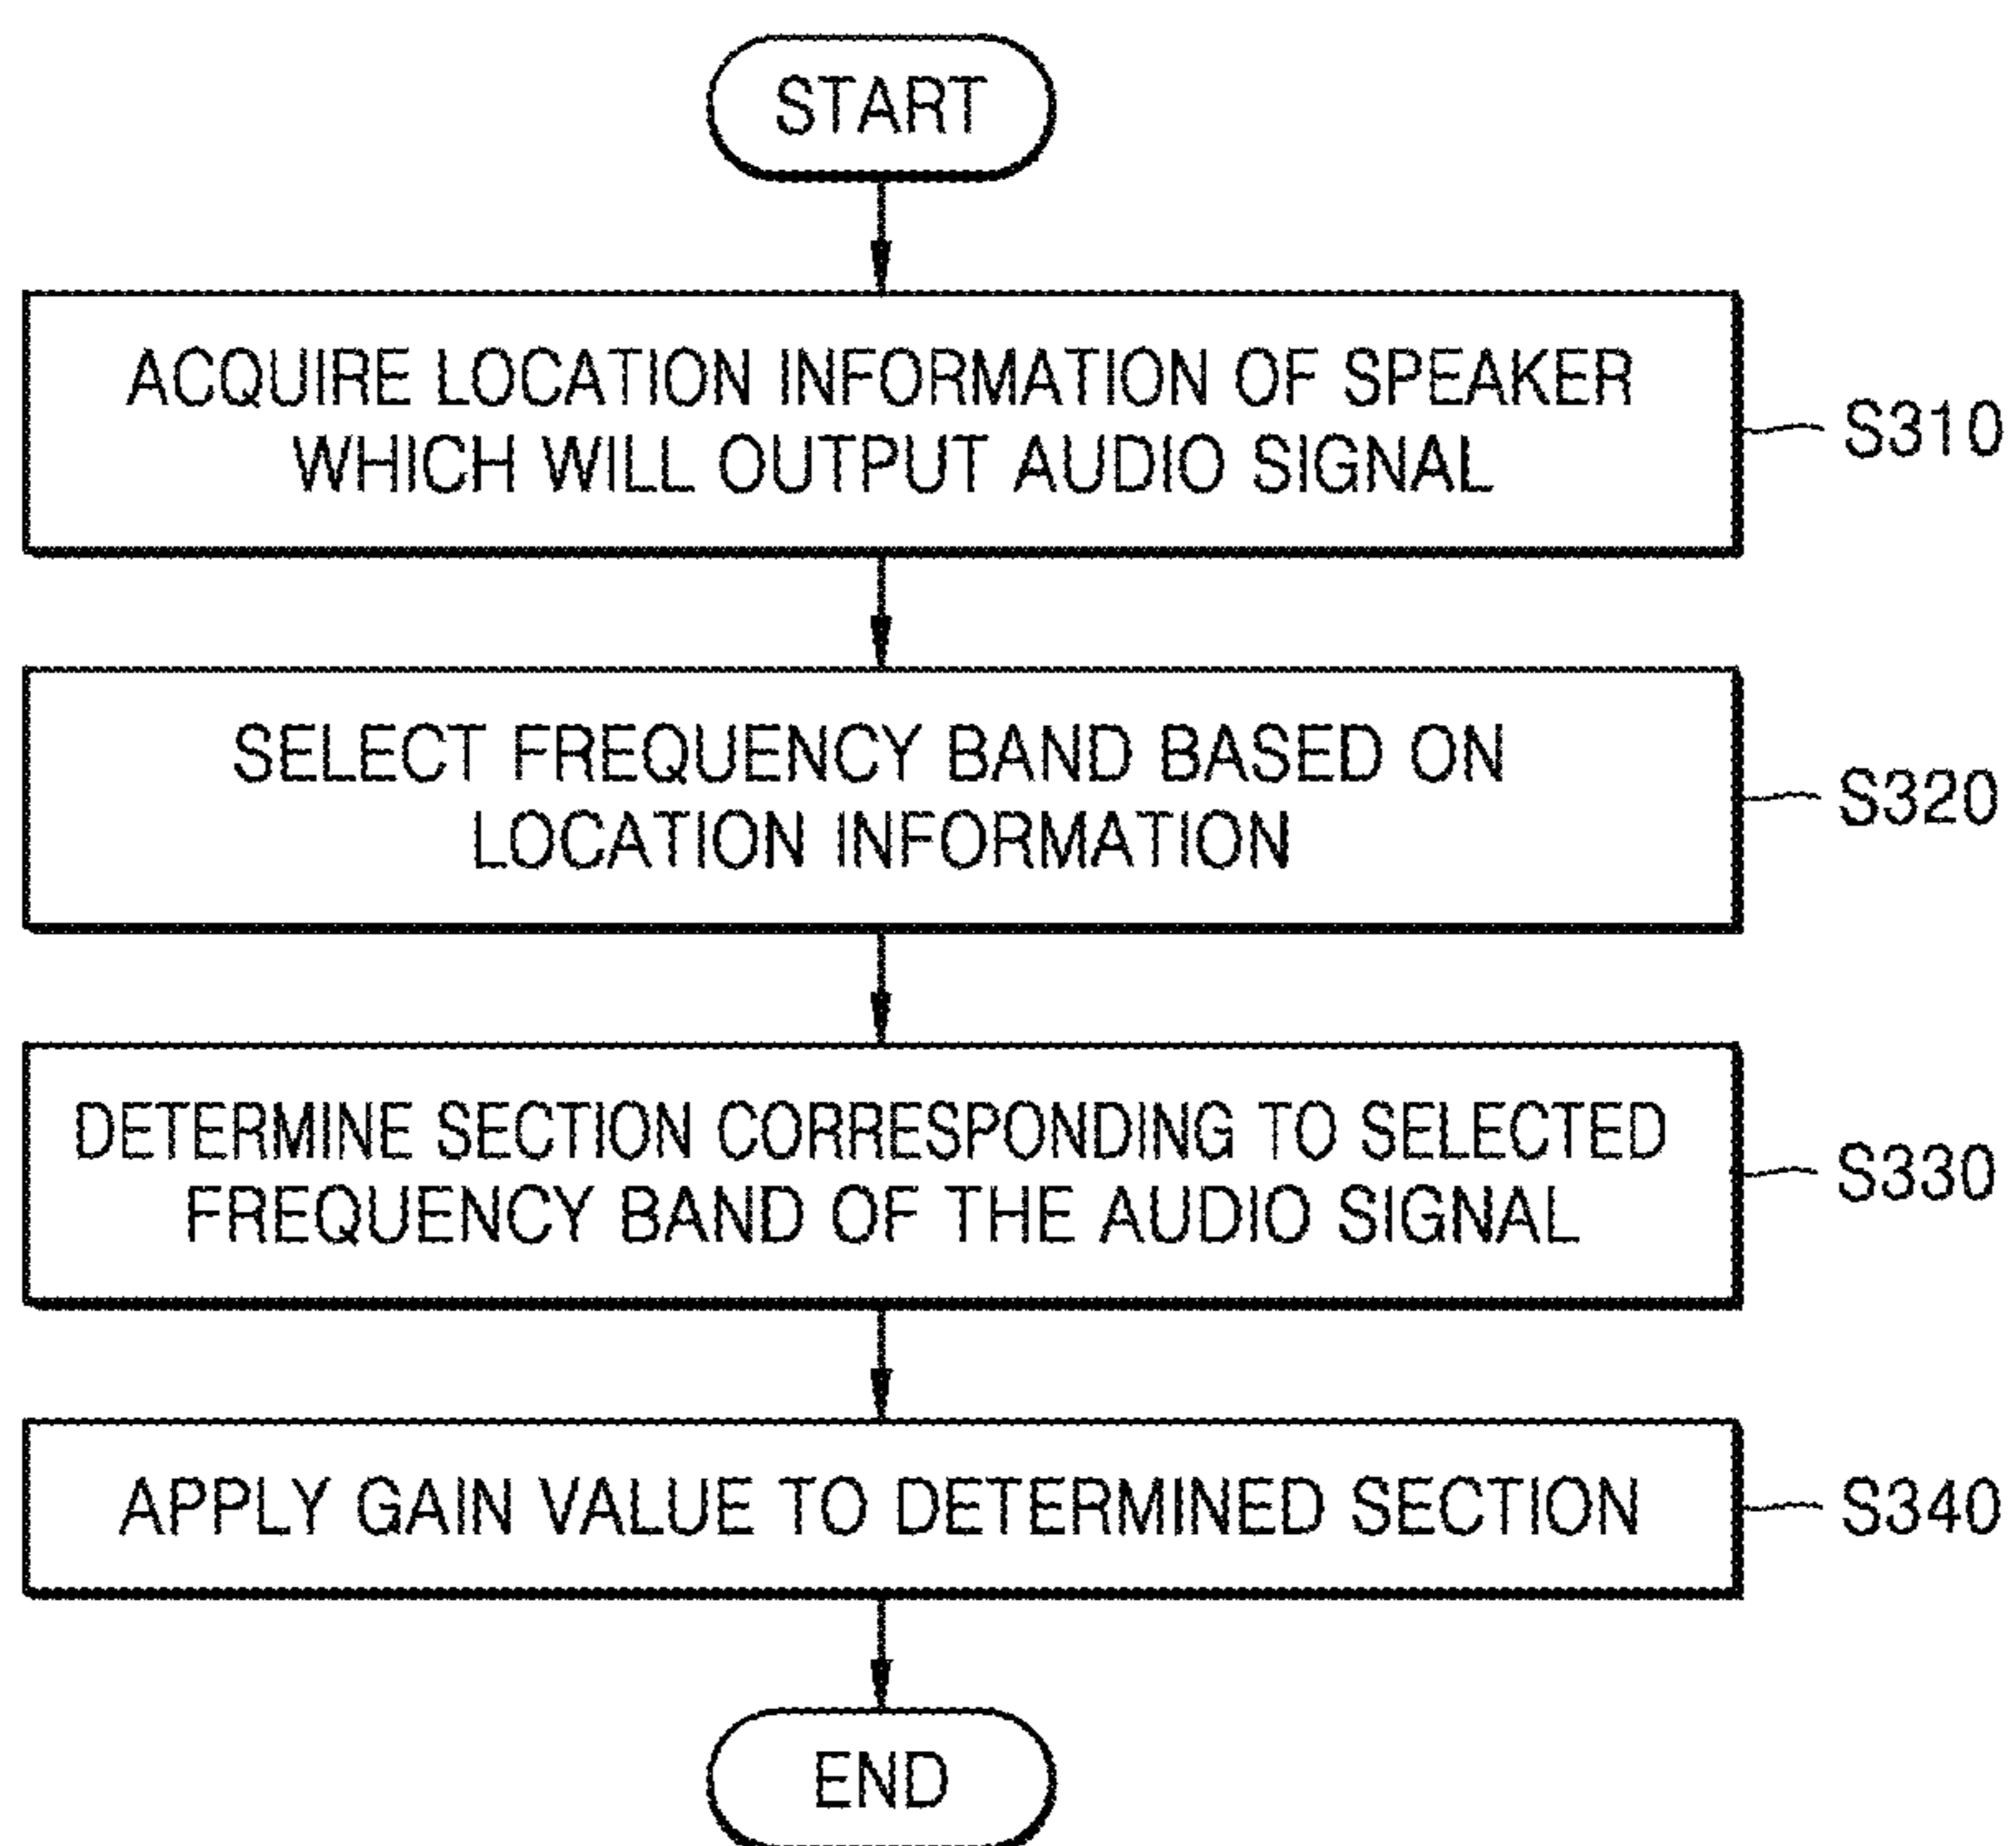 START
ACQUIRE LOCATION INFORMATION OF SPEAKER
WHICH WILL OUTPUT AUDIO SIGNAL
S310
SELECT FREQUENCY BAND BASED ON
LOCATION INFORMATION
S320
DETERMINE SECTION CORRESPONDING TO SELECTED
FREQUENCY BAND OF THE AUDIO SIGNAL
S330
APPLY GAIN VALUE TO DETERMINED SECTION
S340
END